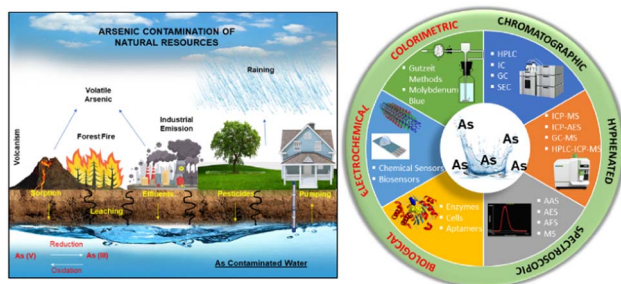 ARSENIC CONTAMINATION OF
NATURAL RESOURCES
Raining
Volatile
Arsenic
Industrial
Emission
Forest Fire
Volcanism
Sorption
Effluents
Pesticides
Pumping
Leaching
Reduction
As (V)
As (III)
Oxidation
As Contaminated Water
COLORIMETRIC
Gutzeit
Methods
Molybdenum
Blue
CHROMATOGRAPHIC
HPLC
IC
GC
SEC
HYPHENATED
ICP-MS
ICP-AES
GC-MS
HPLC-ICP-MS
SPECTROSCOPIC
AAS
AES
AFS
MS
BIOLOGICAL
Enzymes
Cells
Aptamers
ELECTROCHEMICAL
Chemical Sensors
Biosensors
As
As
As
As
As